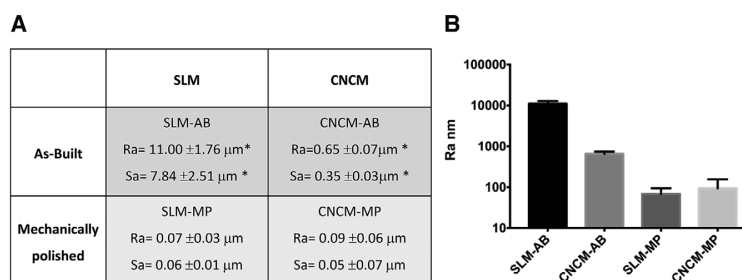 A
SLM CNCM
As-Built
SLM-AB
Ra= 11.00 ±1.76 µm*
Sa= 7.84 ±2.51 µm *
CNCM-AB
Ra=0.65 ±0.07µm *
Sa= 0.35 ±0.03µm *
Mechanically
polished
SLM-MP
Ra= 0.07 ±0.03 µm
Sa= 0.06 ±0.01 µm
CNCM-MP
Ra= 0.09 ±0.06 µm
Sa= 0.05 ±0.07 µm
B
Ra nm
100000
10000
1000
100
10
SLM-AB
CNCM-AB
SLM-MP
CNCM-MP